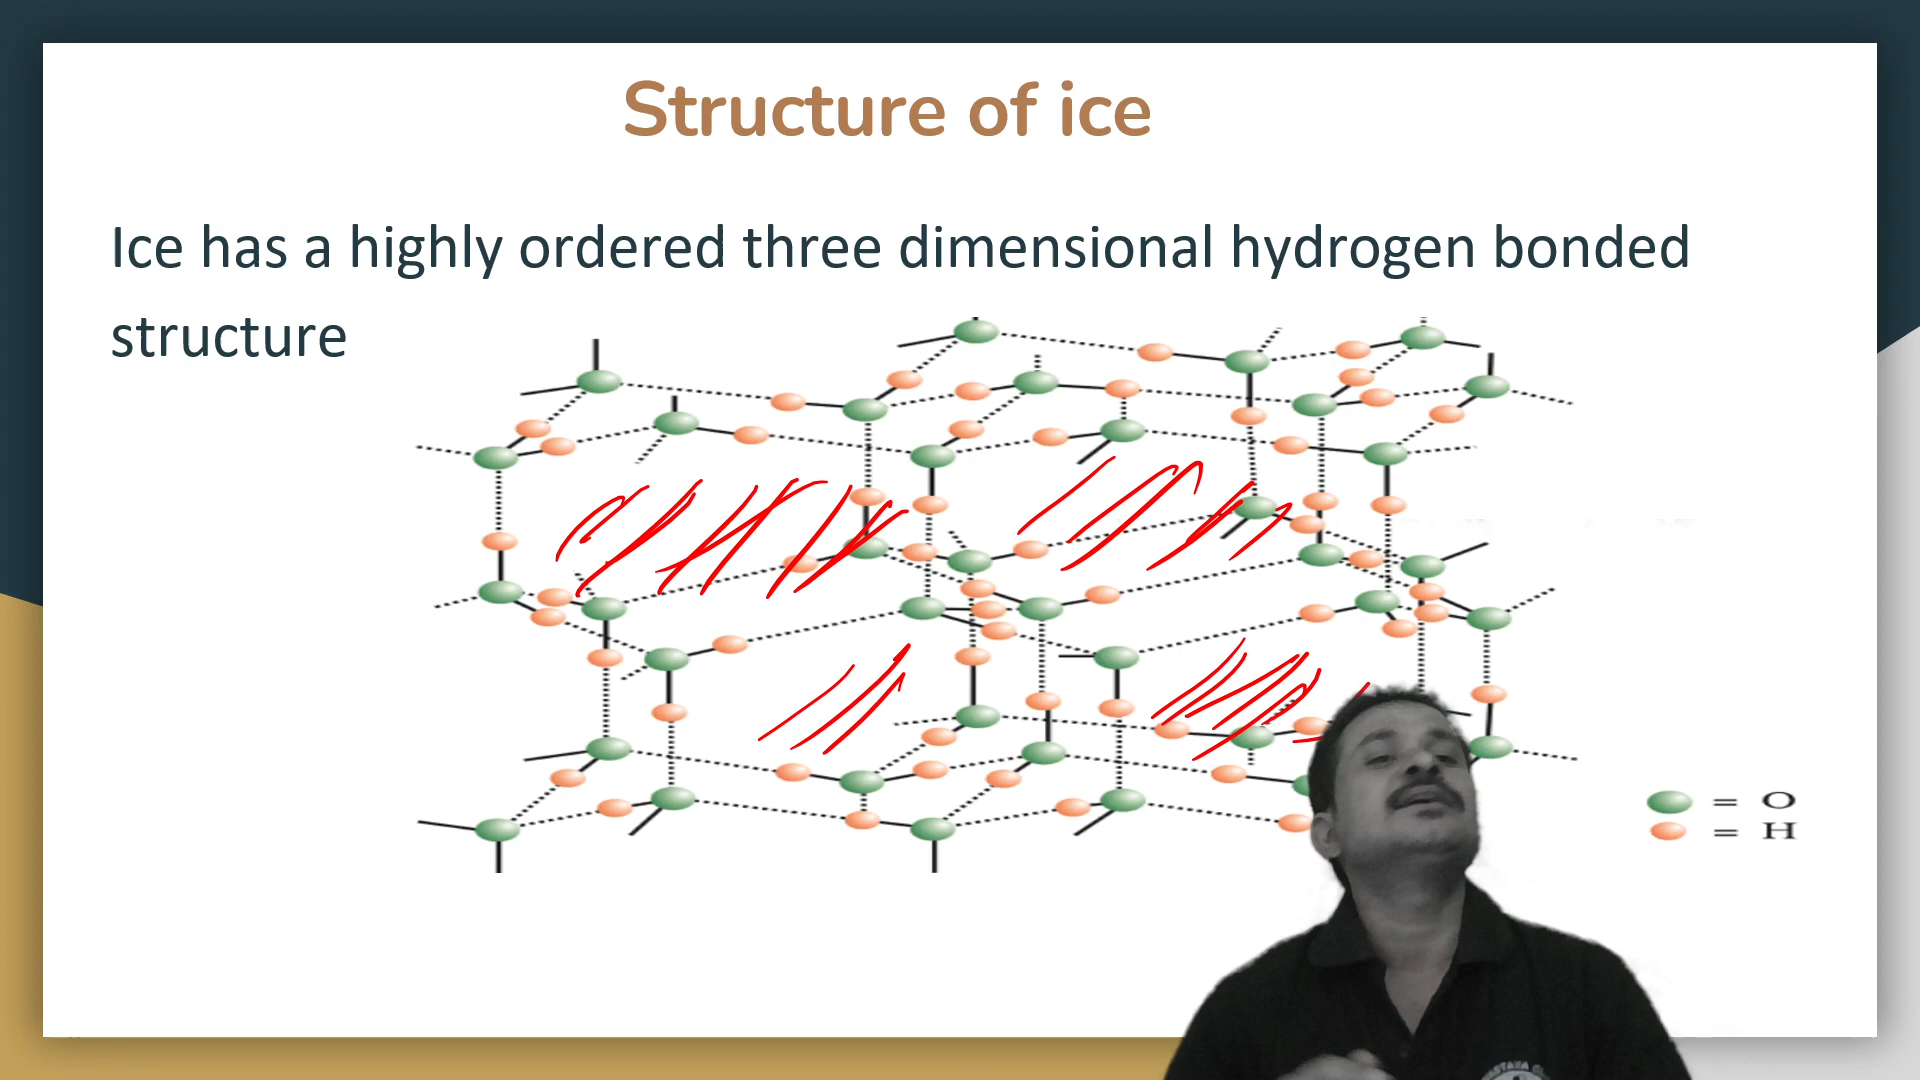 Structure of ice
Ice has a highly ordered three dimensional hydrogen bonded
structure
= O
= H